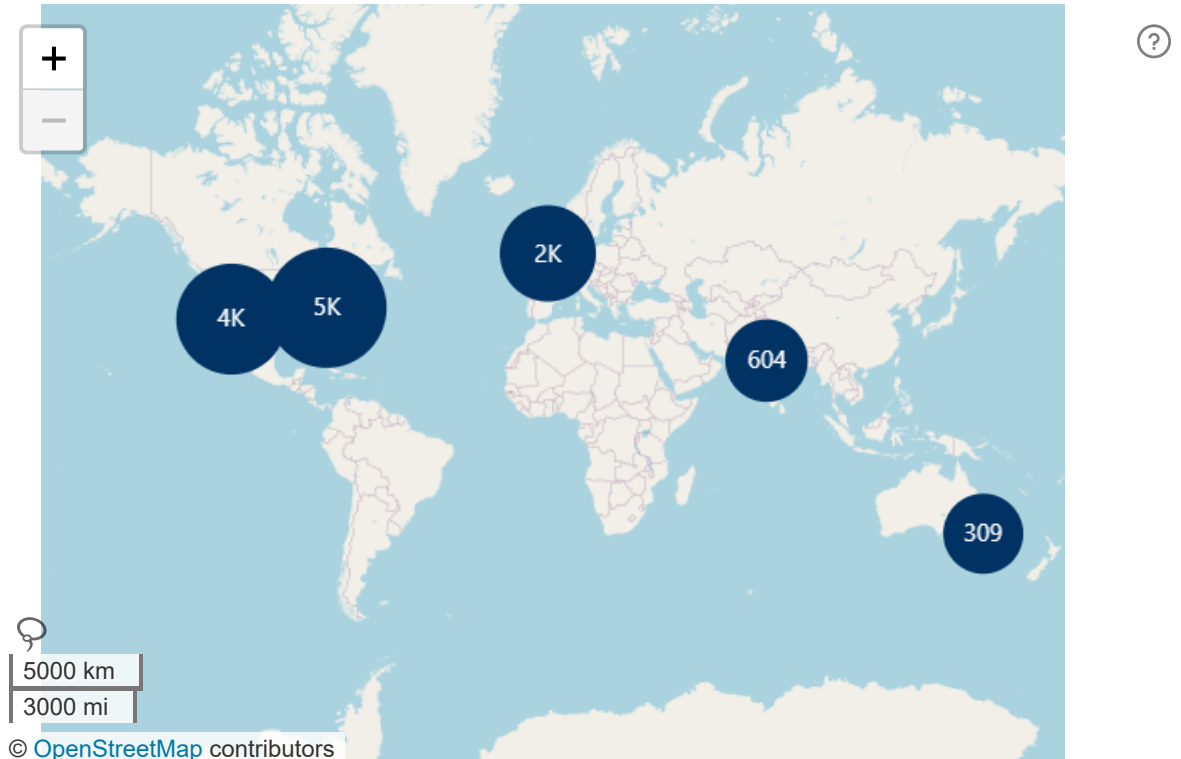 +
−
?
2K
4K
5K
604
309
5000 km
3000 mi
© OpenStreetMap contributors